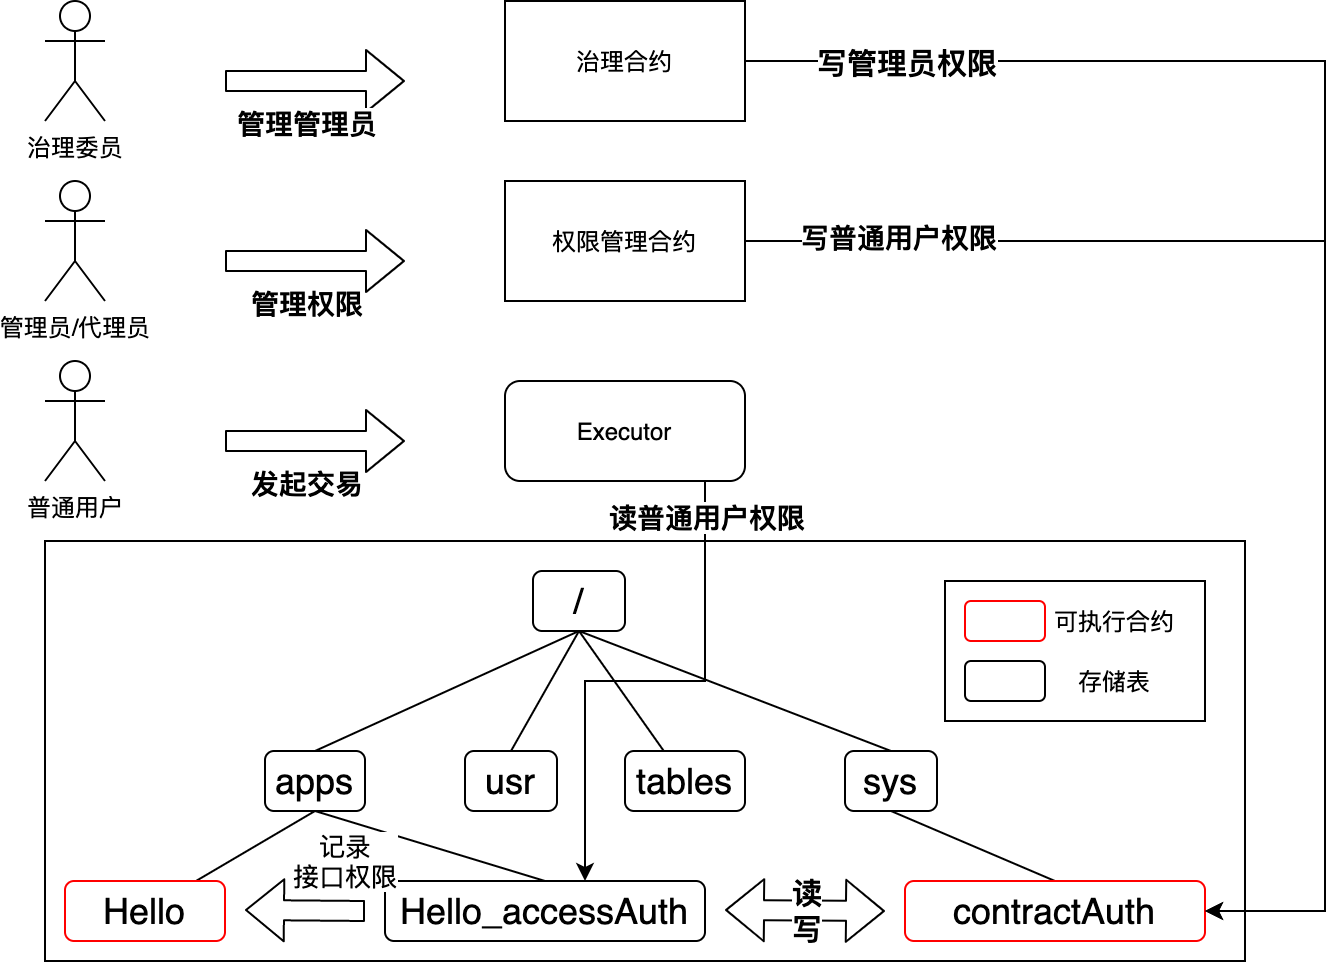 治理委员
管理管理员
治理合约
写管理员权限
管理员/代理员
管理权限
权限管理合约
写普通用户权限
普通用户
发起交易
Executor
读普通用户权限
/
可执行合约
存储表
apps
usr
tables
sys
记录
接口权限
Hello
Hello_accessAuth
读
写
contractAuth